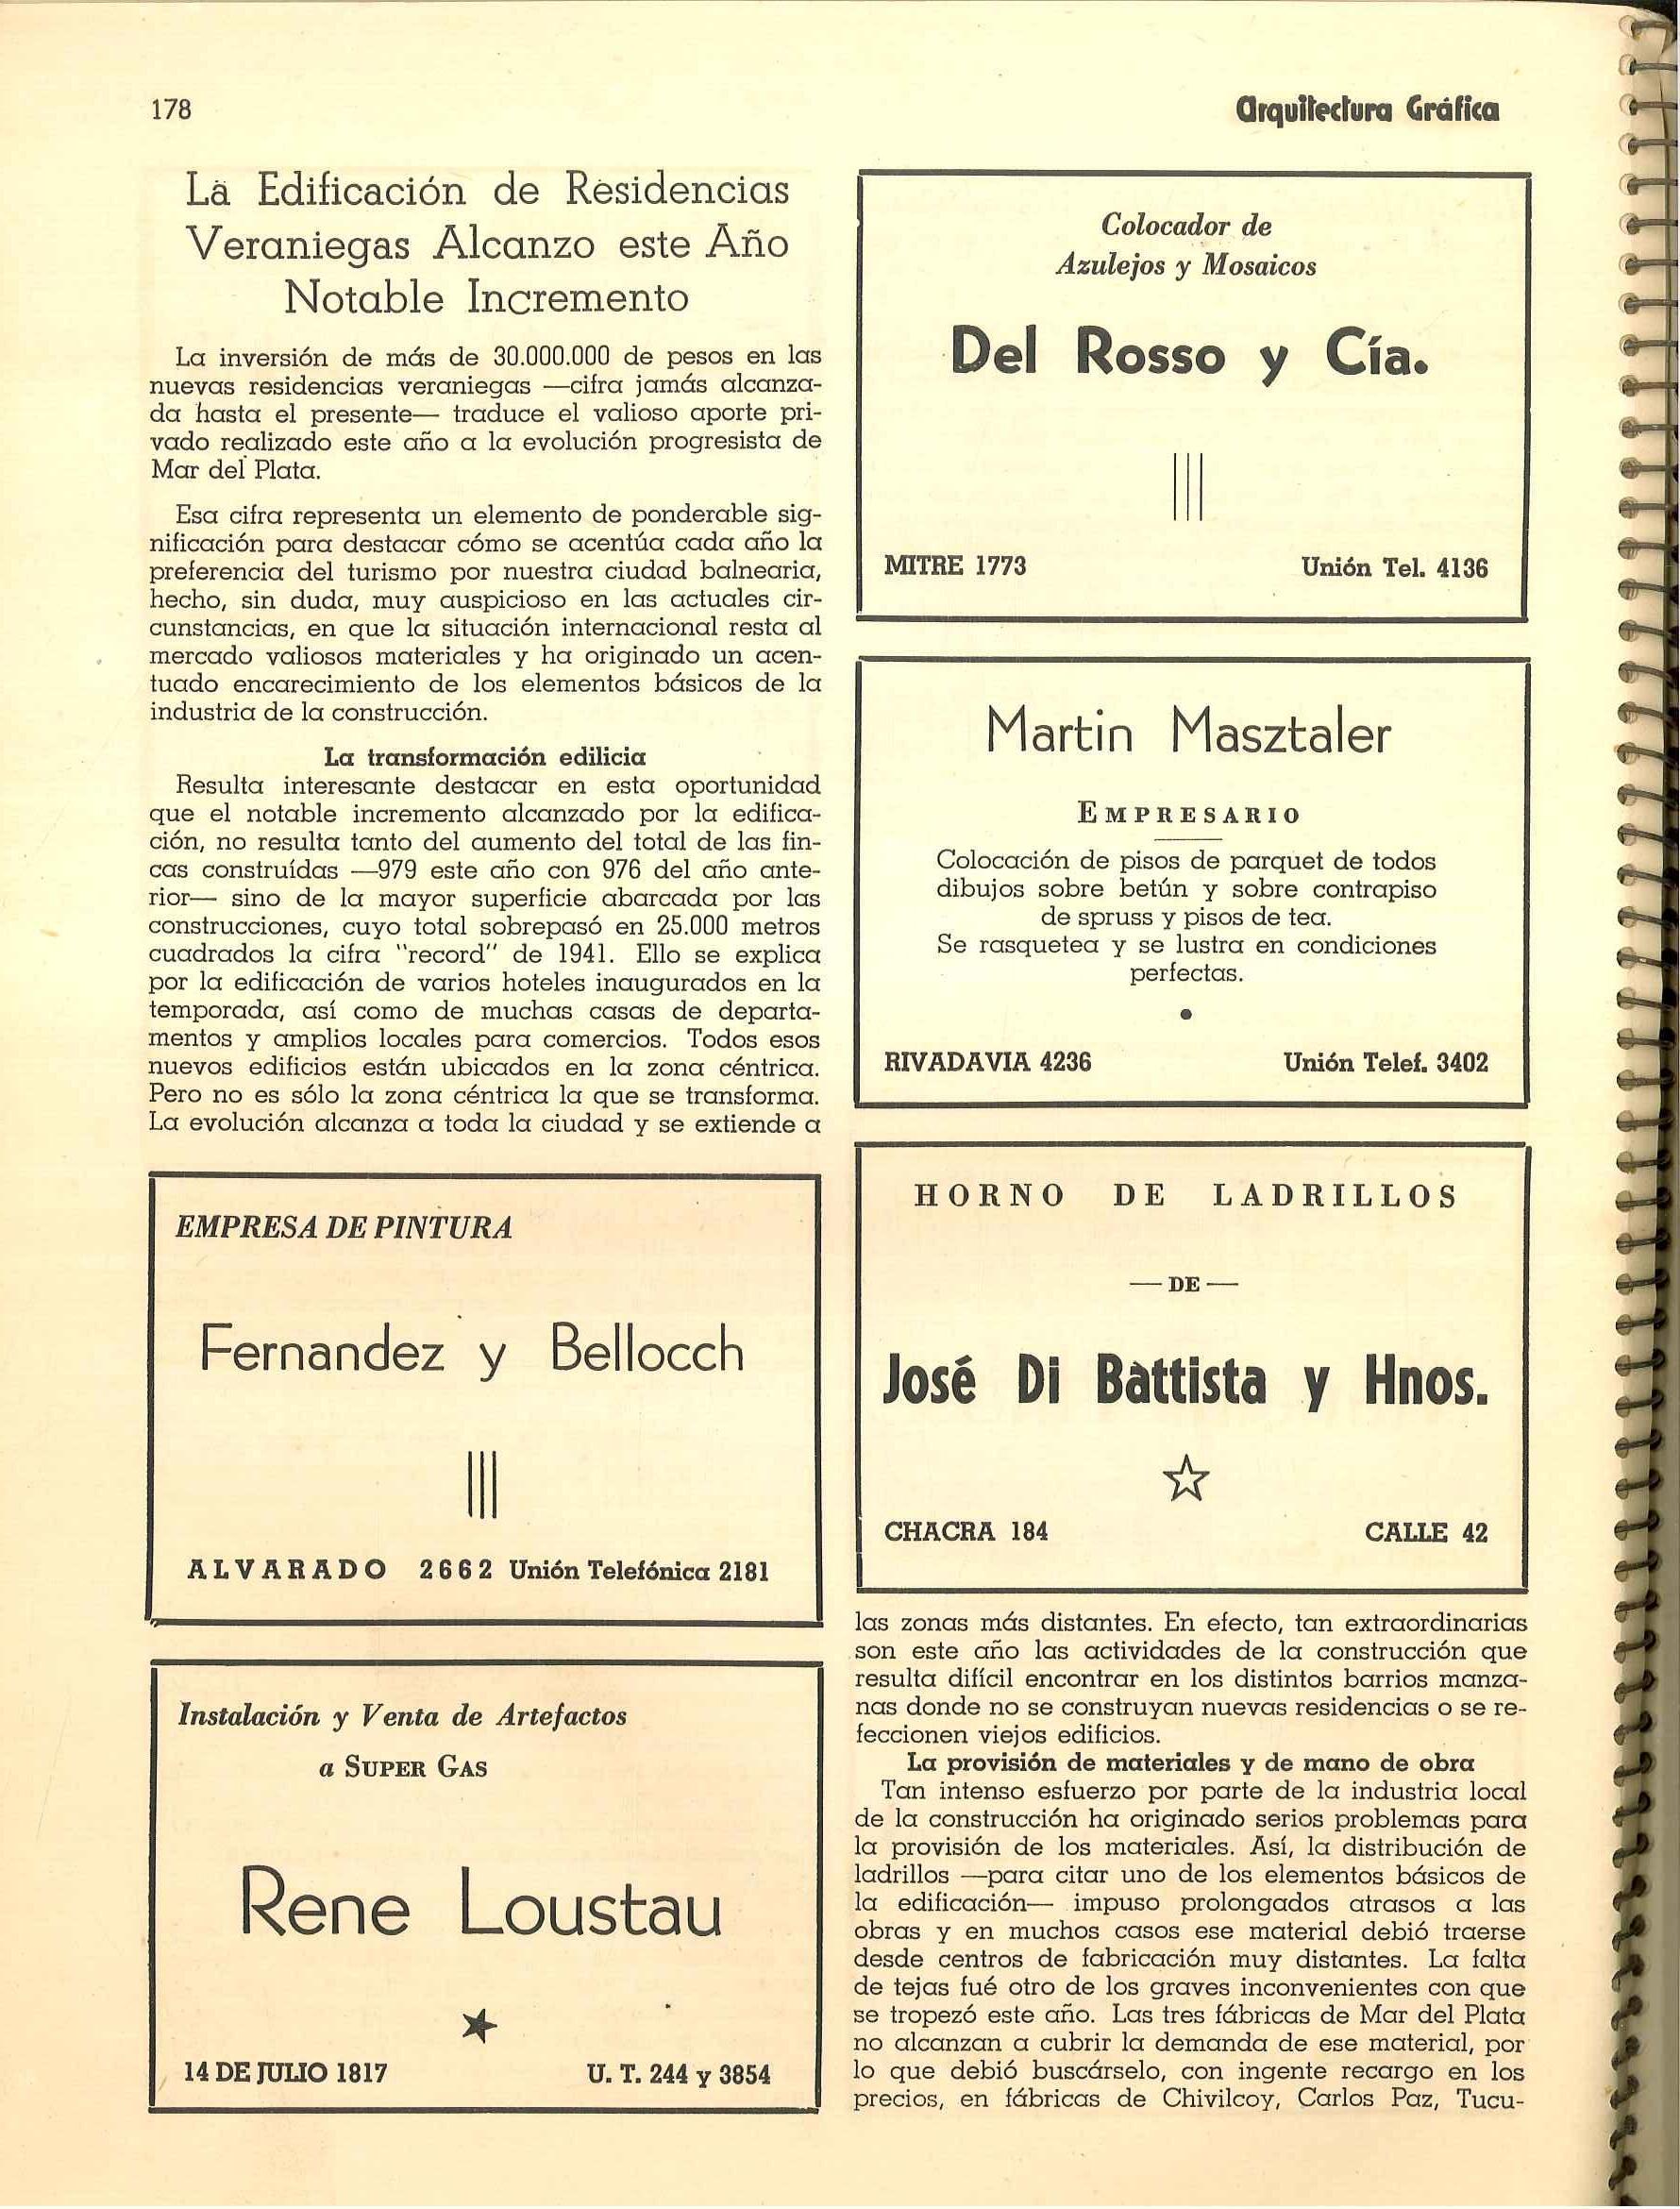 178
Arquitectura Gráfica
La Edificación de Residencias
Veraniegas Alcanzo este Año
Notable Incremento
La inversión de más de 30.000.000 de pesos en las
nuevas residencias veraniegas —cifra jamás alcanza-
da hasta el presente— traduce el valioso aporte pri-
vado realizado este año a la evolución progresista de
Mar del Plata.
Esa cifra representa un elemento de ponderable sig-
nificación para destacar cómo se acentúa cada año la
preferencia del turismo por nuestra ciudad balnearia,
hecho, sin duda, muy auspicioso en las actuales cir-
cunstancias, en que la situación internacional resta al
mercado valiosos materiales y ha originado un acen-
tuado encarecimiento de los elementos básicos de la
industria de la construcción.
La transformación edilicia
Resulta interesante destacar en esta oportunidad
que el notable incremento alcanzado por la edifica-
ción, no resulta tanto del aumento del total de las fin-
cas construídas —979 este año con 976 del año ante-
rior— sino de la mayor superficie abarcada por las
construcciones, cuyo total sobrepasó en 25.000 metros
cuadrados la cifra "record" de 1941. Ello se explica
por la edificación de varios hoteles inaugurados en la
temporada, así como de muchas casas de departa-
mentos y amplios locales para comercios. Todos esos
nuevos edificios están ubicados en la zona céntrica.
Pero no es sólo la zona céntrica la que se transforma.
La evolución alcanza a toda la ciudad y se extiende a
EMPRESA DE PINTURA
Fernandez y Bellocch
ALVARADO 2662 Unión Telefónica 2181
Instalación y Venta de Artefactos
a SUPER GAS
Rene Loustau
14 DE JULIO 1817 U. T. 244 y 3854
Colocador de
Azulejos y Mosaicos
Del Rosso y Cía.
MITRE 1773 Unión Tel. 4136
Martin Masztaler
EMPRESARIO
Colocación de pisos de parquet de todos
dibujos sobre betún y sobre contrapiso
de spruss y pisos de tea.
Se rasquetea y se lustra en condiciones
perfectas.
RIVADAVIA 4236 Unión Telef. 3402
HORNO DE LADRILLOS
— DE —
José Di Battista y Hnos.
CHACRA 184 CALLE 42
las zonas más distantes. En efecto, tan extraordinarias
son este año las actividades de la construcción que
resulta difícil encontrar en los distintos barrios manza-
nas donde no se construyan nuevas residencias o se re-
feccionen viejos edificios.
La provisión de materiales y de mano de obra
Tan intenso esfuerzo por parte de la industria local
de la construcción ha originado serios problemas para
la provisión de los materiales. Así, la distribución de
ladrillos —para citar uno de los elementos básicos de
la edificación— impuso prolongados atrasos a las
obras y en muchos casos ese material debió traerse
desde centros de fabricación muy distantes. La falta
de tejas fué otro de los graves inconvenientes con que
se tropezó este año. Las tres fábricas de Mar del Plata
no alcanzan a cubrir la demanda de ese material, por
lo que debió buscárselo, con ingente recargo en los
precios, en fábricas de Chivilcoy, Carlos Paz, Tucu-